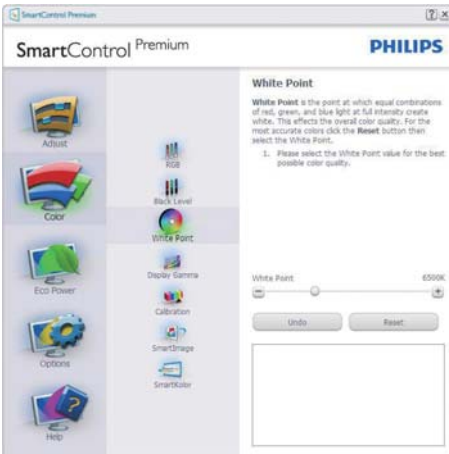 SmartControl Premium
? X
SmartControl Premium
PHILIPS
Adjust
Color
Eco Power
Options
Help
RGB
Black Level
White Point
Display Gamma
Calibration
SmartImage
SmartKolor
White Point
White Point is the point at which equal combinations
of red, green, and blue light at full intensity create
white. This effects the overall color quality. For the
most accurate colors click the Reset button then
select the White Point.
1. Please select the White Point value for the best
possible color quality.
White Point 6500K
Undo Reset